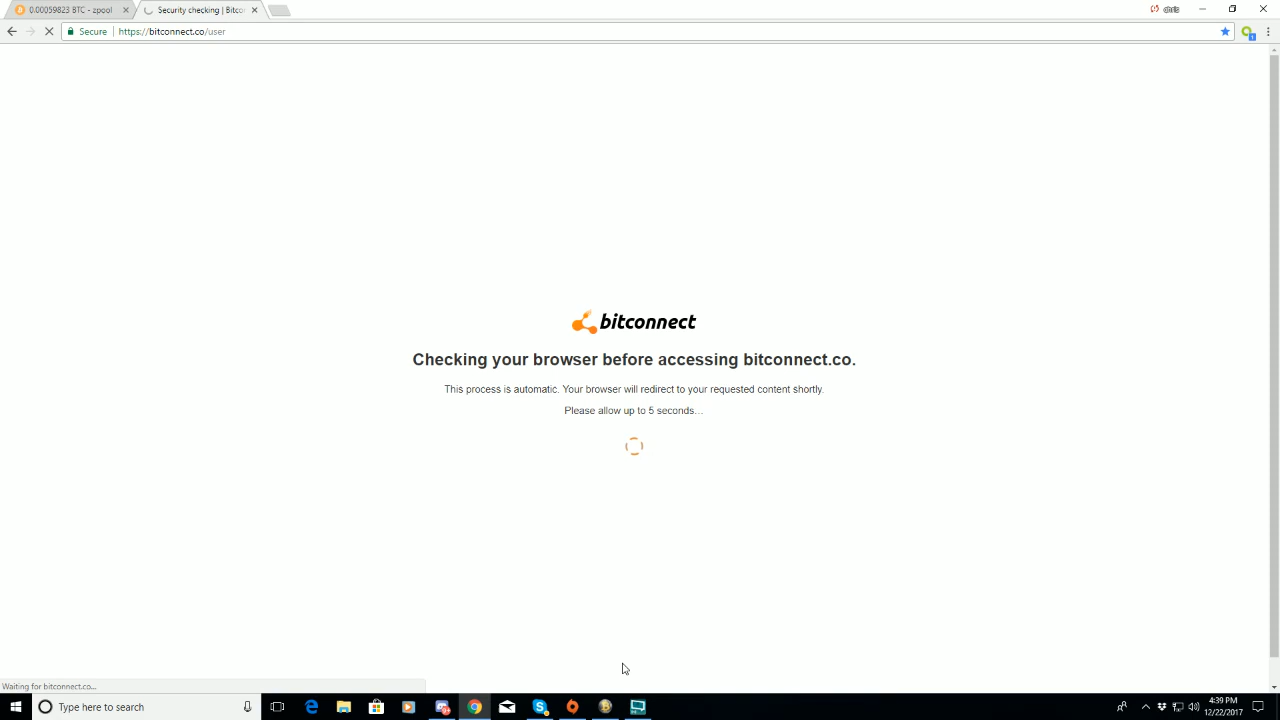 0.00059823 BTC - zpool
Security checking | Bitco
chris
Secure
https://bitconnect.co/user
bitconnect
Checking your browser before accessing bitconnect.co.
This process is automatic. Your browser will redirect to your requested content shortly.
Please allow up to 5 seconds…
Waiting for bitconnect.co...
Type here to search
4:39 PM
12/22/2017